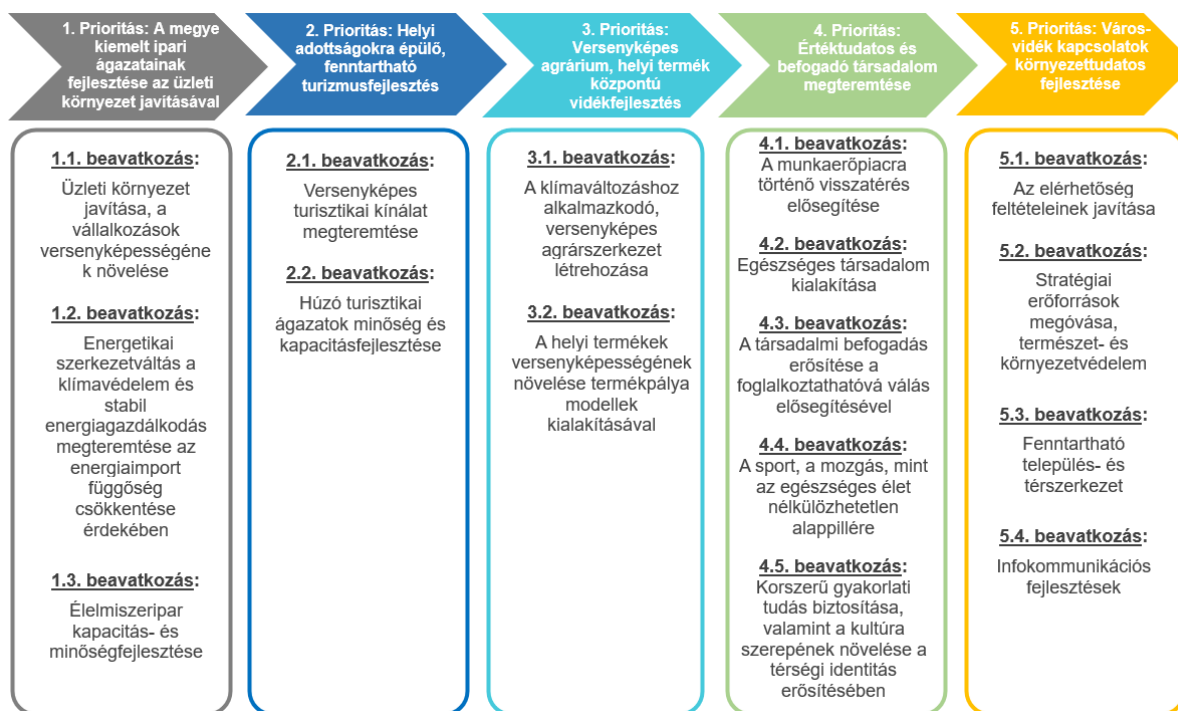 1. Prioritás: A megye
kiemelt ipari
ágazatainak
fejlesztése az üzleti
környezet javításával
2. Prioritás: Helyi
adottságokra épülő,
fenntartható
turizmusfejlesztés
3. Prioritás:
Versenyképes
agrárium, helyi termék
központú
vidékfejlesztés
4. Prioritás:
Értéktudatos és
befogadó társadalom
megteremtése
5. Prioritás: Város-
vidék kapcsolatok
környezettudatos
fejlesztése
1.1. beavatkozás:
Üzleti környezet
javítása, a
vállalkozások
versenyképességéne
k növelése
1.2. beavatkozás:
Energetikai
szerkezetváltás a
klímavédelem és
stabil
energiagazdálkodás
megteremtése az
energiaimport
függőség
csökkentése
érdekében
1.3. beavatkozás:
Élelmiszeripar
kapacitás- és
minőségfejlesztése
2.1. beavatkozás:
Versenyképes
turisztikai kínálat
megteremtése
2.2. beavatkozás:
Húzó turisztikai
ágazatok minőség és
kapacitásfejlesztése
3.1. beavatkozás:
A klímaváltozáshoz
alkalmazkodó,
versenyképes
agrárszerkezet
létrehozása
3.2. beavatkozás:
A helyi termékek
versenyképességének
növelése termékpálya
modellek
kialakításával
4.1. beavatkozás:
A munkaerőpiacra
történő visszatérés
elősegítése
4.2. beavatkozás:
Egészséges társadalom
kialakítása
4.3. beavatkozás:
A társadalmi befogadás
erősítése a
foglalkoztathatóvá válás
elősegítésével
4.4. beavatkozás:
A sport, a mozgás, mint
az egészséges élet
nélkülözhetetlen
alappillére
4.5. beavatkozás:
Korszerű gyakorlati
tudás biztosítása,
valamint a kultúra
szerepének növelése a
térségi identitás
erősítésében
5.1. beavatkozás:
Az elérhetőség
feltételeinek javítása
5.2. beavatkozás:
Stratégiai
erőforrások
megóvása,
természet- és
környezetvédelem
5.3. beavatkozás:
Fenntartható
település- és
térszerkezet
5.4. beavatkozás:
Infokommunikációs
fejlesztések